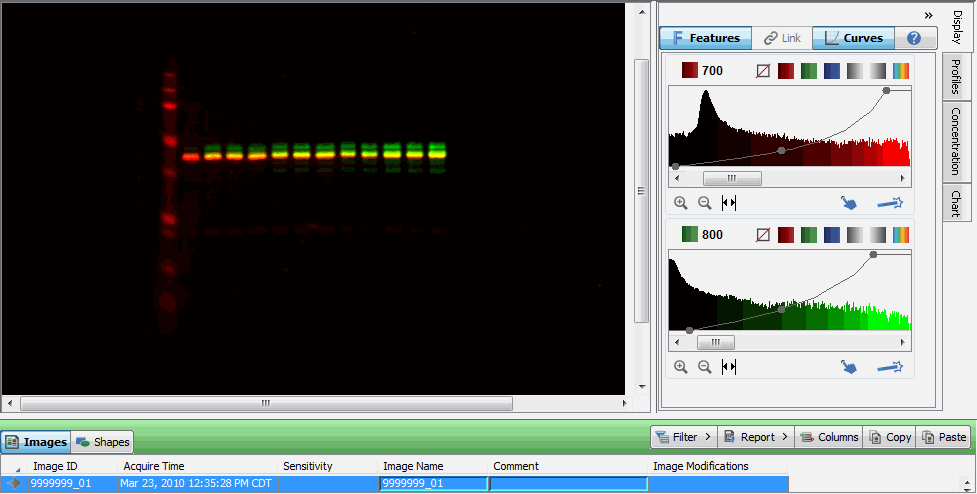 »
Features Link Curves ?
700
800
Display
Profiles
Concentration
Chart
Images Shapes Filter > Report > Columns Copy Paste
Image ID Acquire Time Sensitivity Image Name Comment Image Modifications
9999999_01 Mar 23, 2010 12:35:28 PM CDT 9999999_01